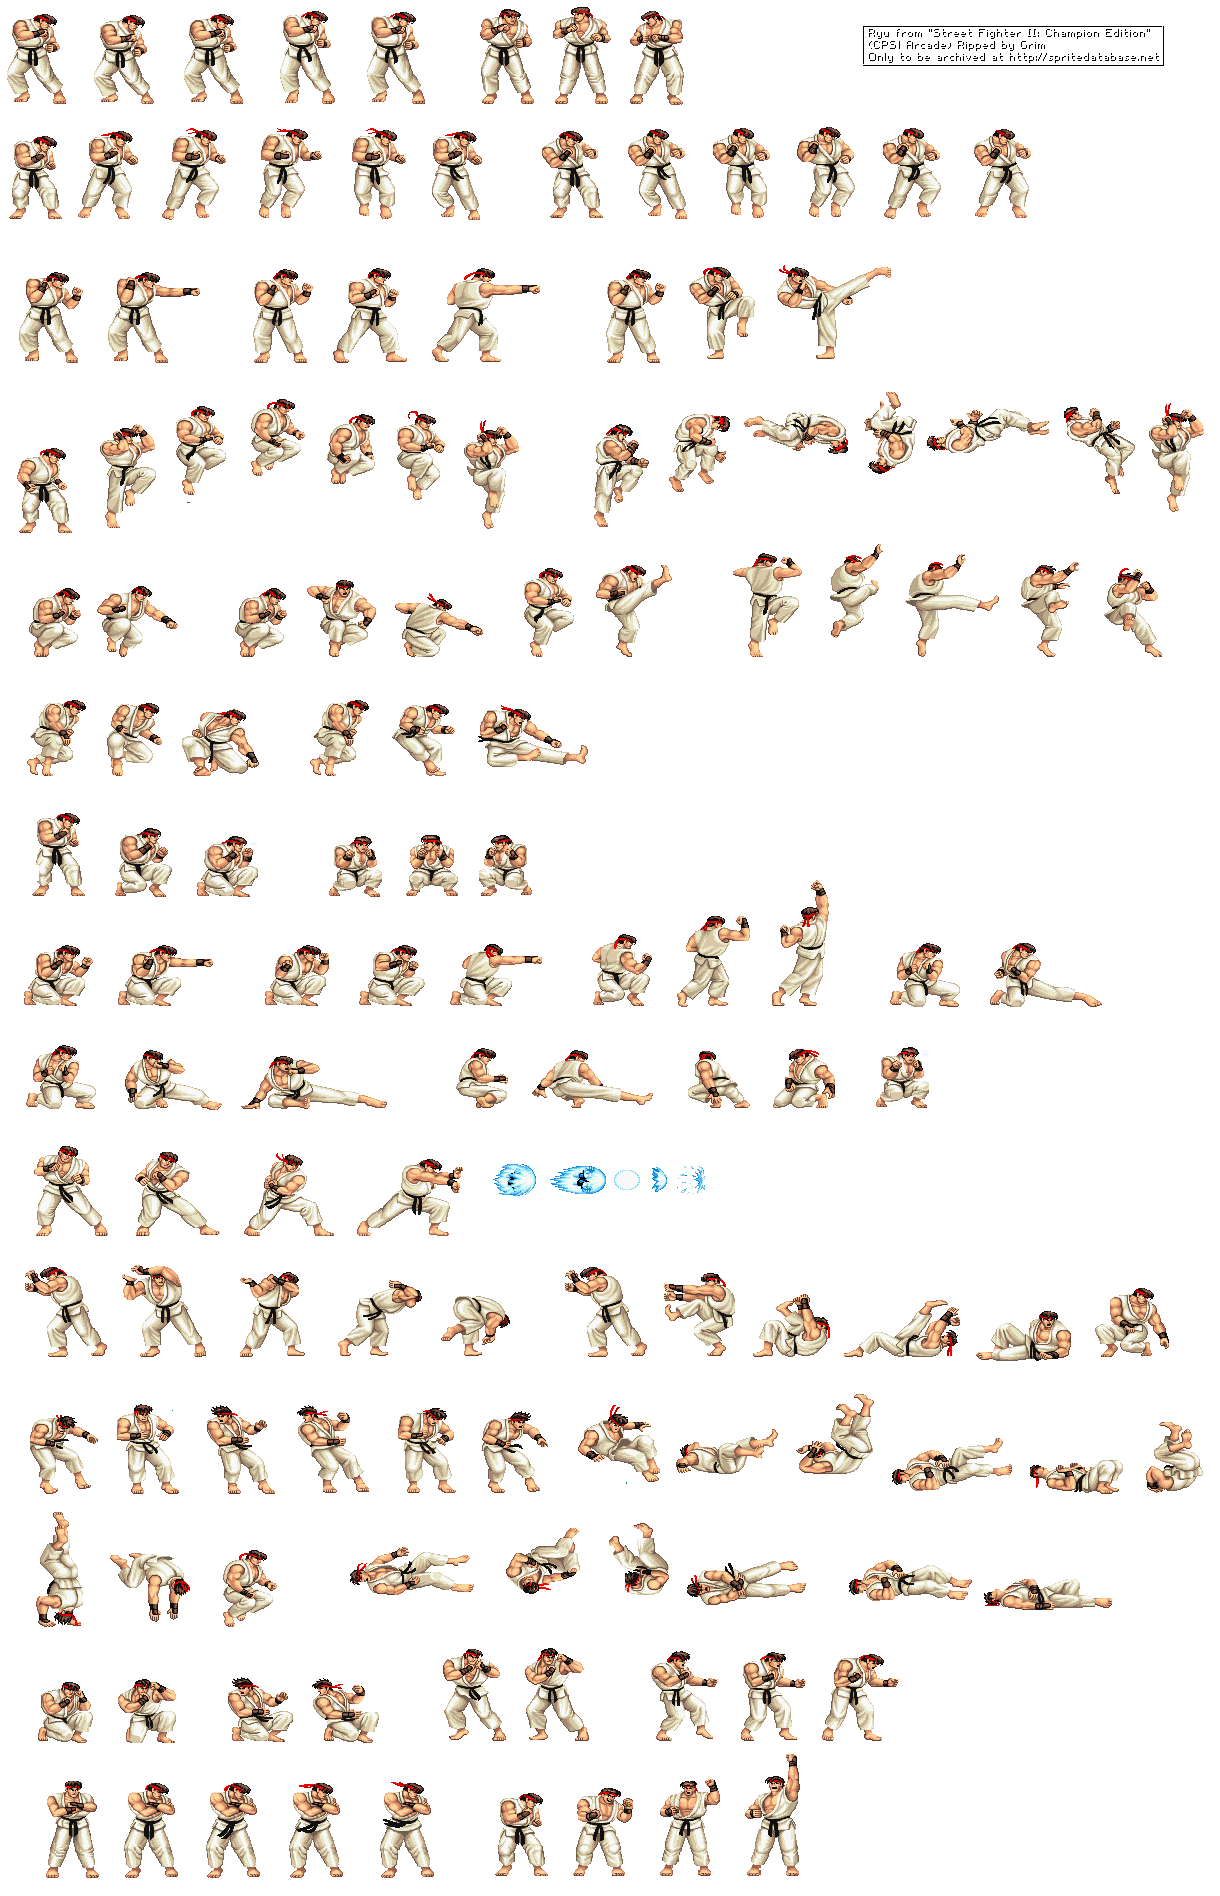 Ryu from "Street Fighter II: Champion Edition"
(CPS1 Arcade) Ripped by Grim
Only to be archived at http://spritedatabase.net